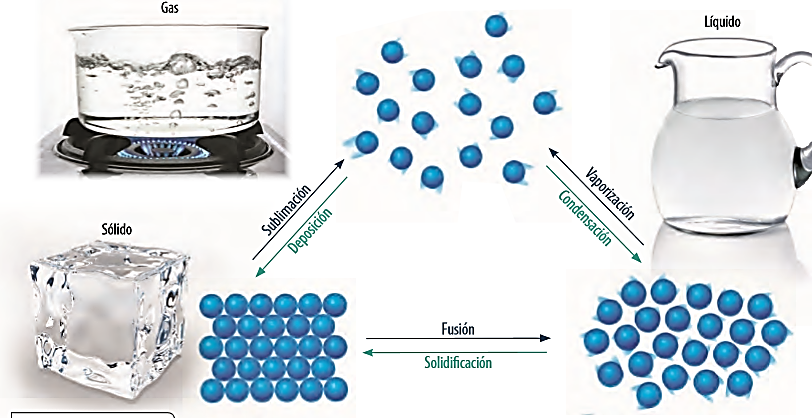 Gas
Líquido
Sublimación
Deposición
Vaporización
Condensación
Sólido
Fusión
Solidificación